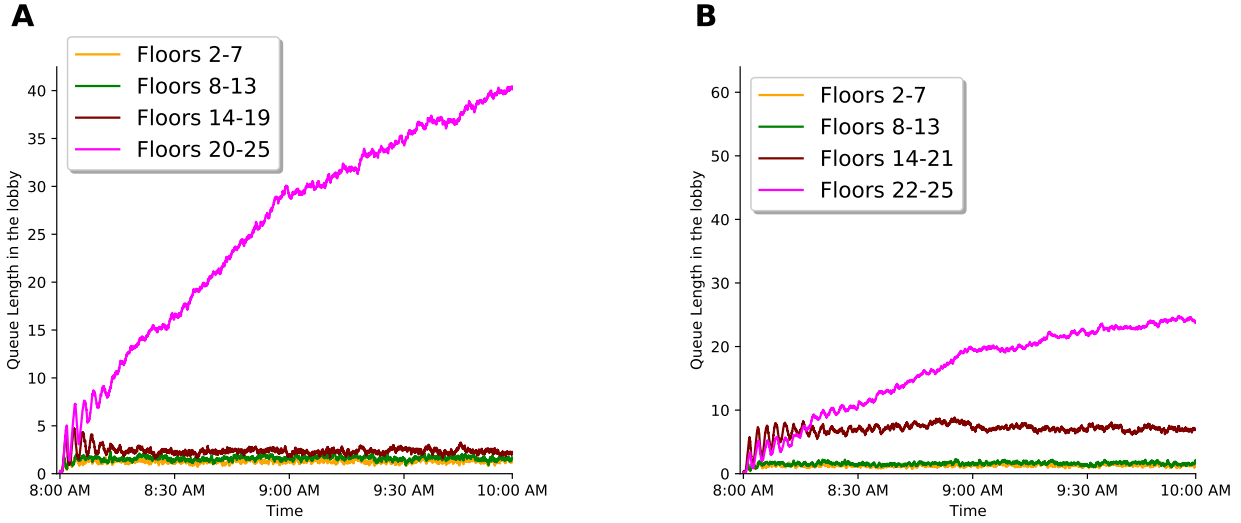 A
Floors 2-7
Floors 8-13
Floors 14-19
Floors 20-25
Queue Length in the lobby
40
35
30
25
20
15
10
5
0
8:00 AM
8:30 AM
9:00 AM
9:30 AM
10:00 AM
Time
B
Floors 2-7
Floors 8-13
Floors 14-21
Floors 22-25
Queue Length in the lobby
60
50
40
30
20
10
0
8:00 AM
8:30 AM
9:00 AM
9:30 AM
10:00 AM
Time